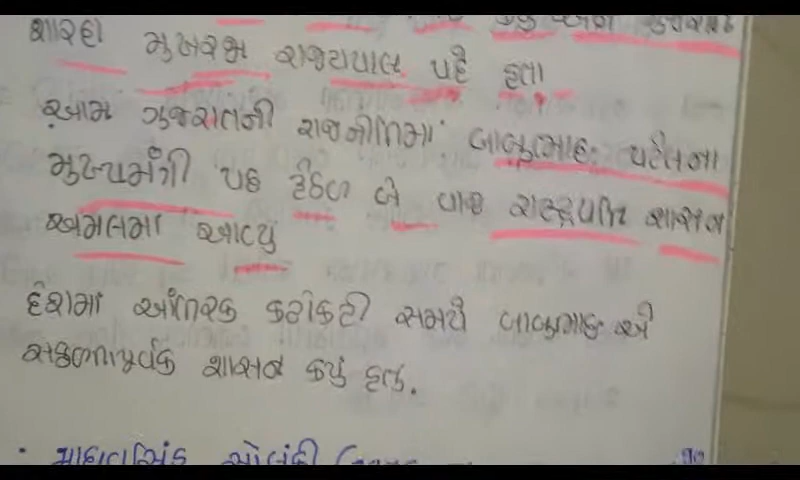 શારદા મુખરજી રાજ્યપાલ પદે હતા
આમ ગુજરાતની રાજનીતિમાં બાબુભાઇ પટેલના
મુખ્યમંત્રી પદ હેઠળ બે વાર રાષ્ટ્રપતિ શાસન
અમલમાં આવ્યુ
દેશમાં આંતરિક કટોકટી સમયે બાબુભાઇ એ
સફળતાપૂર્વક શાસન કર્યું હતુ.
• માધવસિંહ સોલંકી